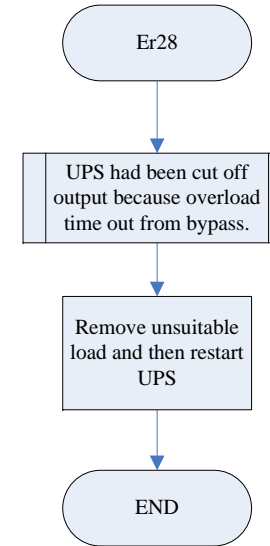 Er28
UPS had been cut off
output because overload
time out from bypass.
Remove unsuitable
load and then restart
UPS
END